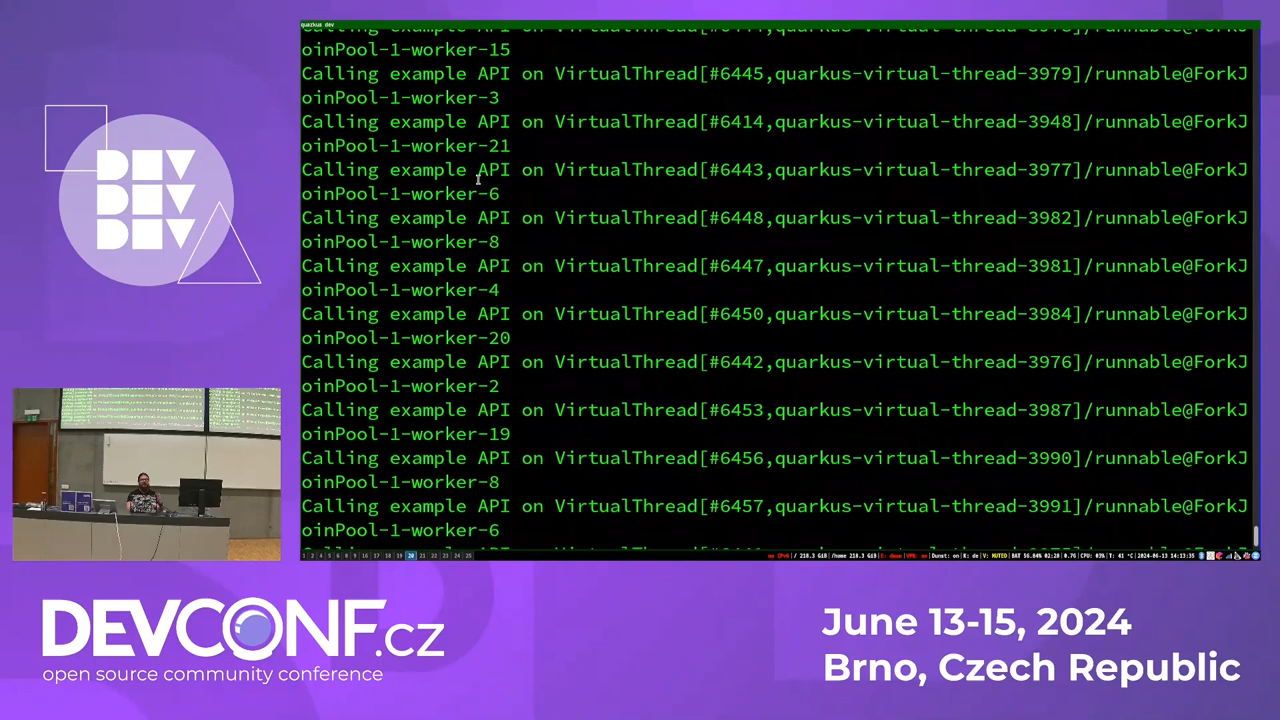 quarkus dev
oinPool-1-worker-15
Calling example API on VirtualThread[#6445,quarkus-virtual-thread-3979]/runnable@ForkJ
oinPool-1-worker-3
Calling example API on VirtualThread[#6414,quarkus-virtual-thread-3948]/runnable@ForkJ
oinPool-1-worker-21
Calling example API on VirtualThread[#6443,quarkus-virtual-thread-3977]/runnable@ForkJ
oinPool-1-worker-6
Calling example API on VirtualThread[#6448,quarkus-virtual-thread-3982]/runnable@ForkJ
oinPool-1-worker-8
Calling example API on VirtualThread[#6447,quarkus-virtual-thread-3981]/runnable@ForkJ
oinPool-1-worker-4
Calling example API on VirtualThread[#6450,quarkus-virtual-thread-3984]/runnable@ForkJ
oinPool-1-worker-20
Calling example API on VirtualThread[#6442,quarkus-virtual-thread-3976]/runnable@ForkJ
oinPool-1-worker-2
Calling example API on VirtualThread[#6453,quarkus-virtual-thread-3987]/runnable@ForkJ
oinPool-1-worker-19
Calling example API on VirtualThread[#6456,quarkus-virtual-thread-3990]/runnable@ForkJ
oinPool-1-worker-8
Calling example API on VirtualThread[#6457,quarkus-virtual-thread-3991]/runnable@ForkJ
oinPool-1-worker-6
DEV
DEV
DEV
DEVCONF.cz
open source community conference
June 13-15, 2024
Brno, Czech Republic